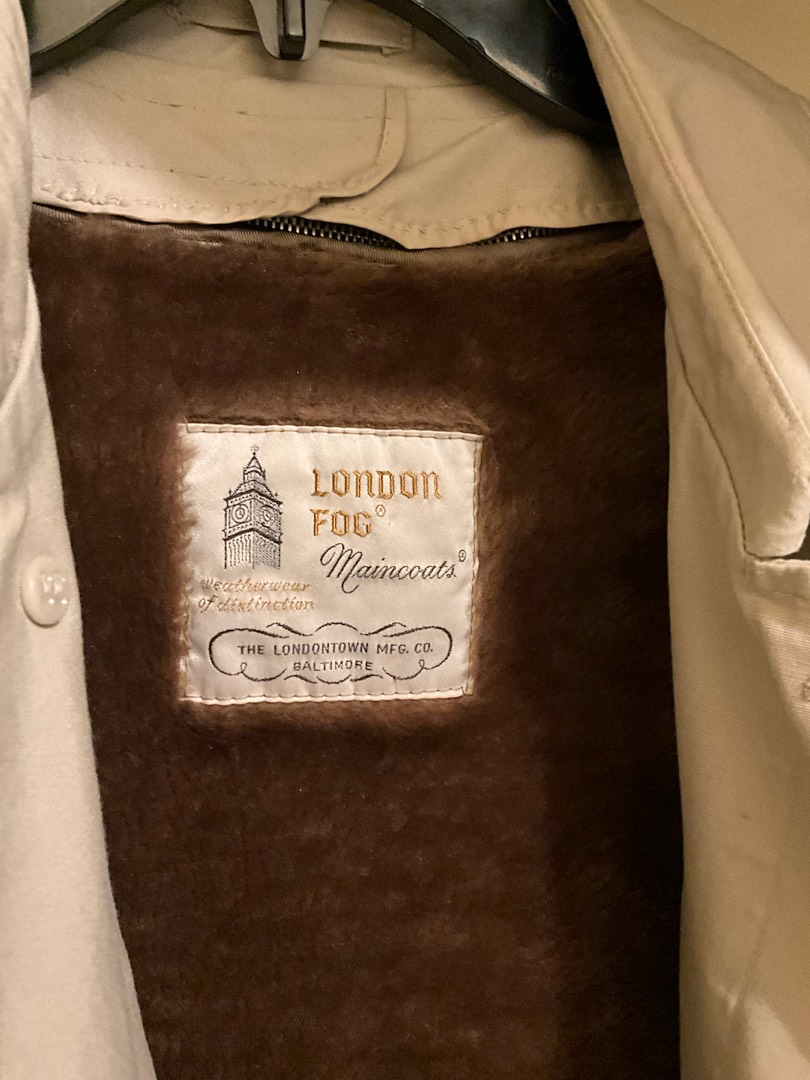 LONDON
FOG®
Maincoats®
weatherwear
of distinction
THE LONDONTOWN MFG. CO.
BALTIMORE